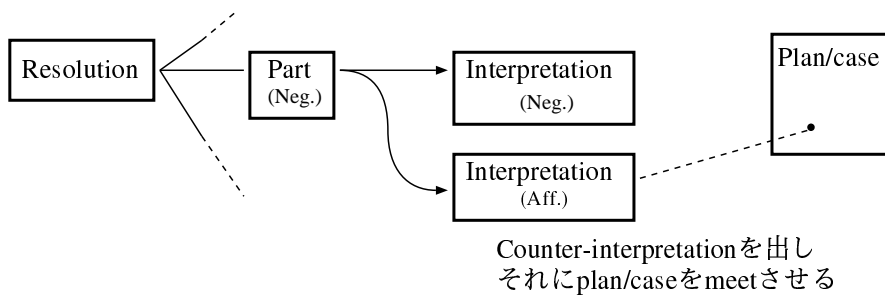 Resolution
Part
(Neg.)
Interpretation
(Neg.)
Interpretation
(Aff.)
Plan/case
Counter-interpretationを出し
それにplan/caseをmeetさせる